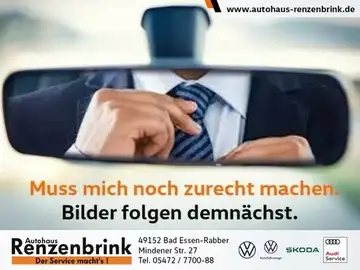 www.autohaus-renzenbrink.de
Muss mich noch zurecht machen.
Bilder folgen demnächst.
Autohaus
Renzenbrink
Der Service macht's !
49152 Bad Essen-Rabber
Mindener Str. 27
Tel. 05472 / 7700-88
ŠKODA
Audi
Service